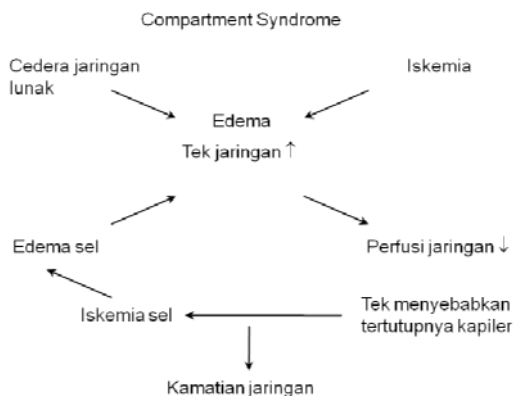 Compartment Syndrome
Cedera jaringan
lunak
Iskemia
Edema
Tek jaringan ↑
Edema sel
Perfusi jaringan ↓
Iskemia sel
Tek menyebabkan
tertutupnya kapiler
Kamatian jaringan